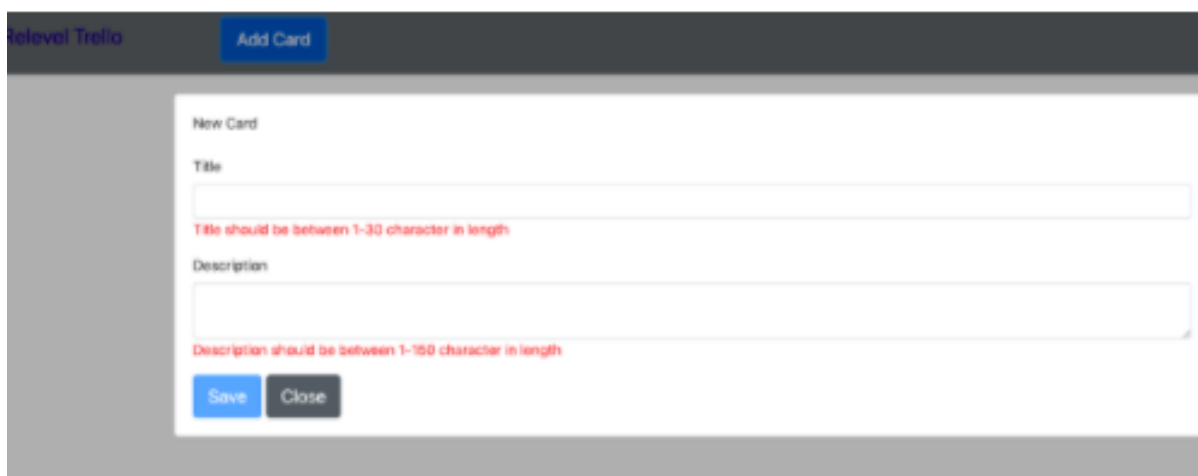 Relevel Trello
Add Card
New Card
Title
Title should be between 1-30 character in length
Description
Description should be between 1-150 character in length
Save
Close